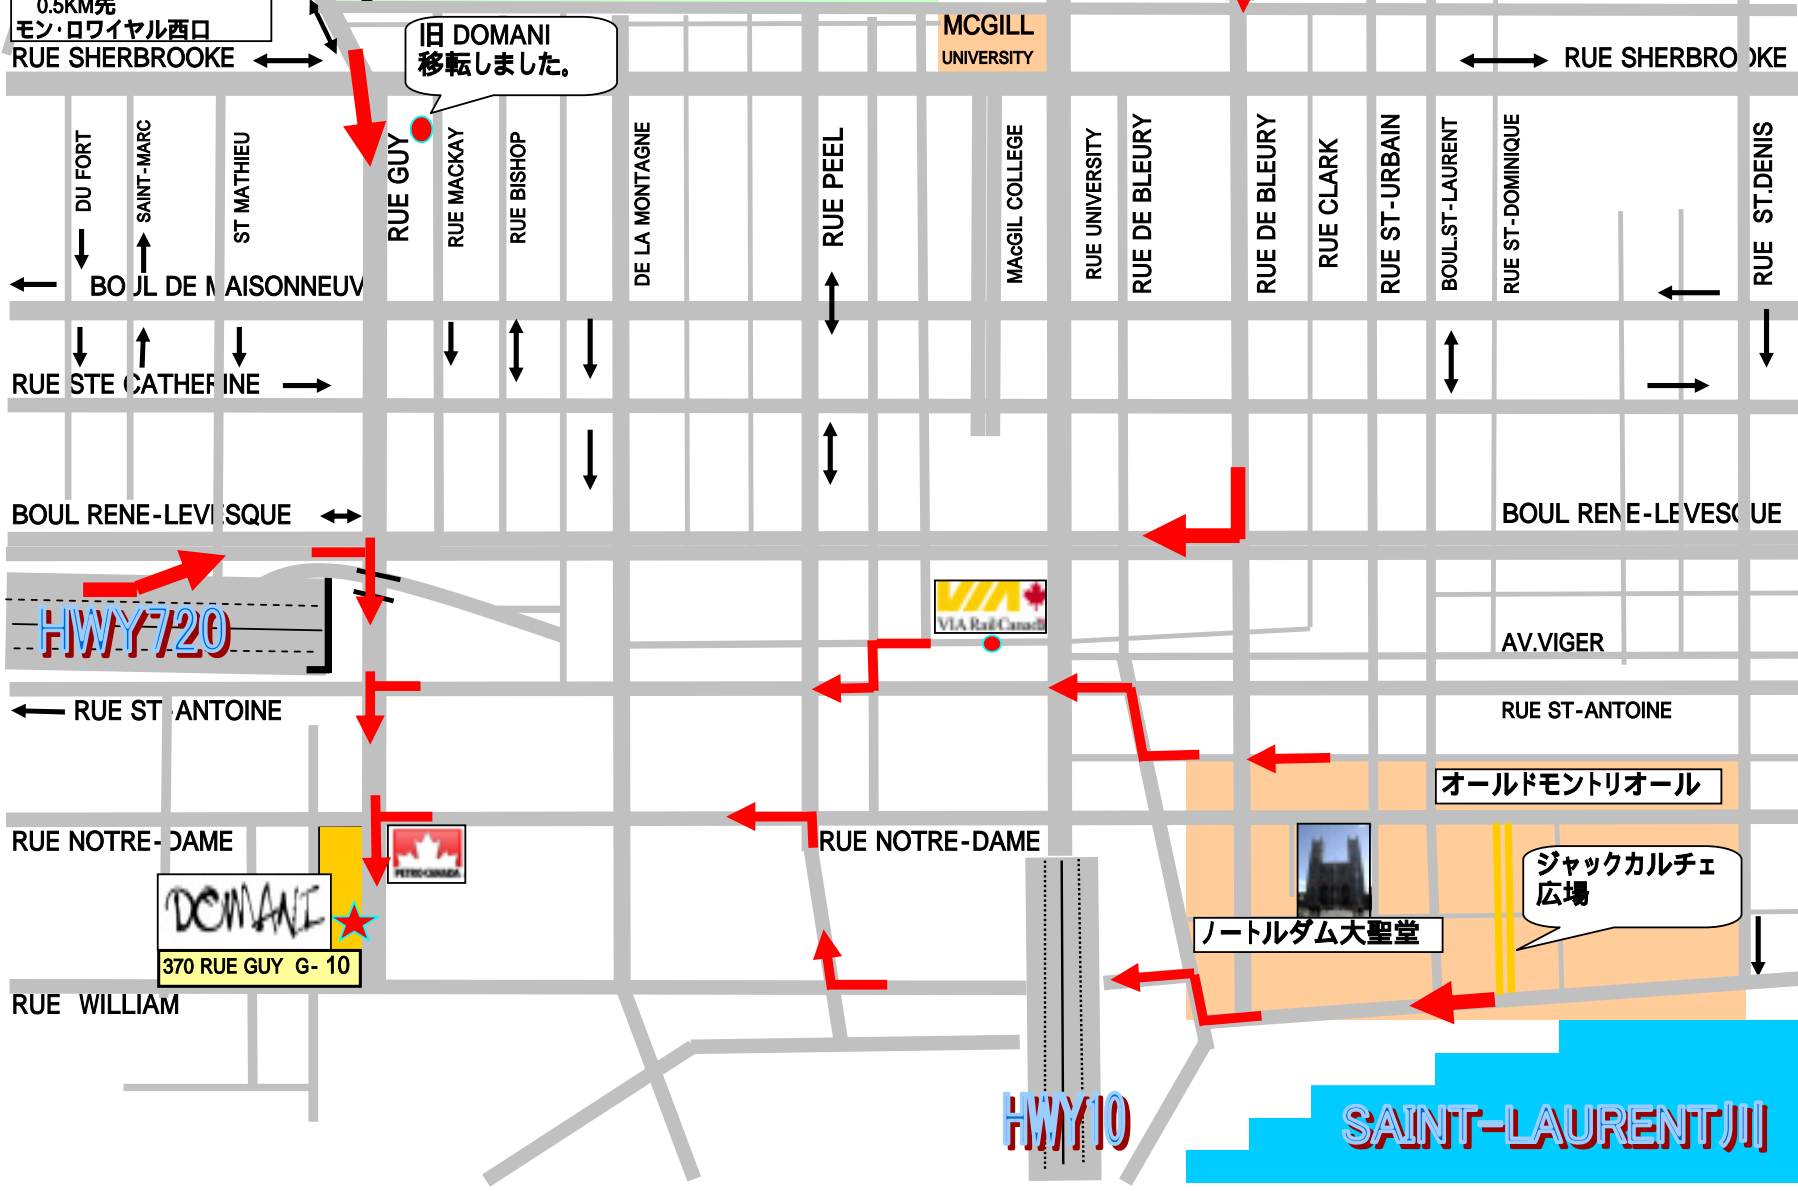 0.5KM先
モン・ロワイヤル西口
RUE SHERBROOKE
旧 DOMANI
移転しました。
MCGILL
UNIVERSITY
RUE SHERBROOKE
DU FORT
SAINT-MARC
ST MATHIEU
RUE GUY
RUE MACKAY
RUE BISHOP
DE LA MONTAGNE
RUE PEEL
MAcGIL COLLEGE
RUE UNIVERSITY
RUE DE BLEURY
RUE DE BLEURY
RUE CLARK
RUE ST-URBAIN
BOUL.ST-LAURENT
RUE ST-DOMINIQUE
RUE ST.DENIS
BOUL DE MAISONNEUV
RUE STE CATHERINE
BOUL RENE-LEVESQUE
BOUL RENE-LEVESQUE
HWY720
VIA
VIA Rail Canada
AV.VIGER
RUE ST-ANTOINE
RUE ST-ANTOINE
オールドモントリオール
RUE NOTRE-DAME
PETRO-CANADA
RUE NOTRE-DAME
ジャックカルチェ
広場
DOMANI
ノートルダム大聖堂
370 RUE GUY G- 10
RUE WILLIAM
HWY10
SAINT-LAURENT川